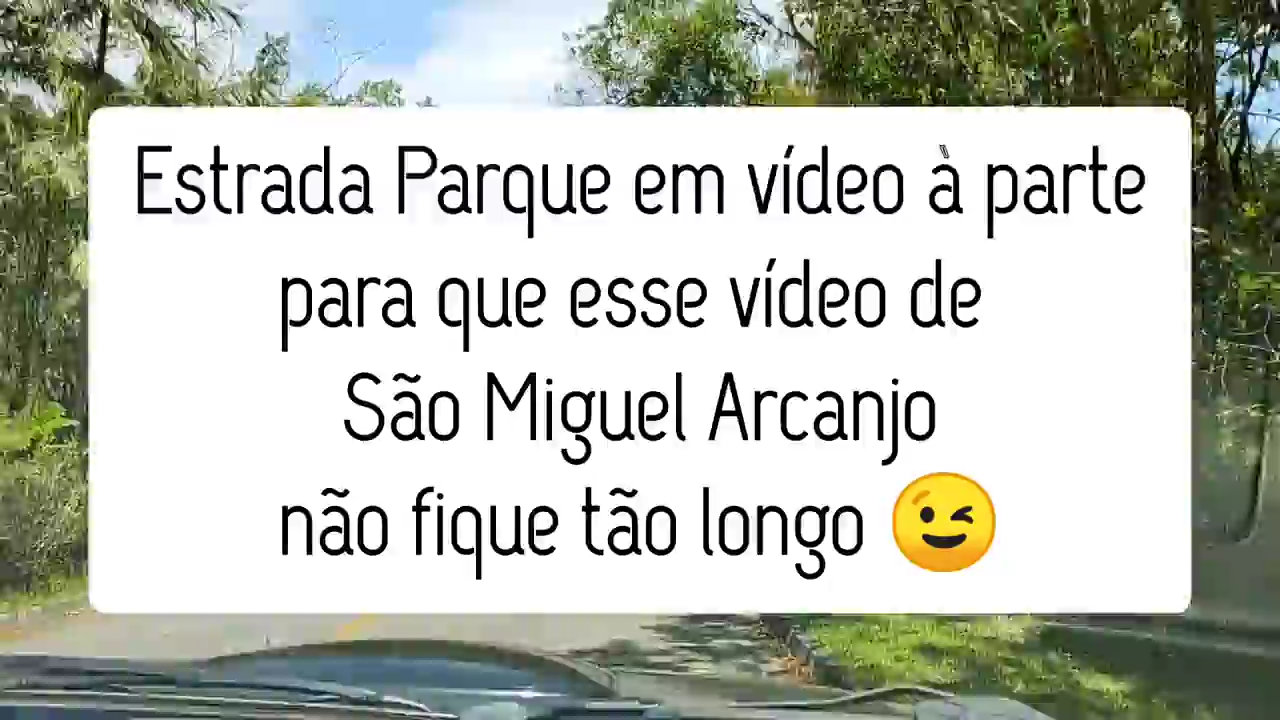 Estrada Parque em vídeo à parte
para que esse vídeo de
São Miguel Arcanjo
não fique tão longo 😉